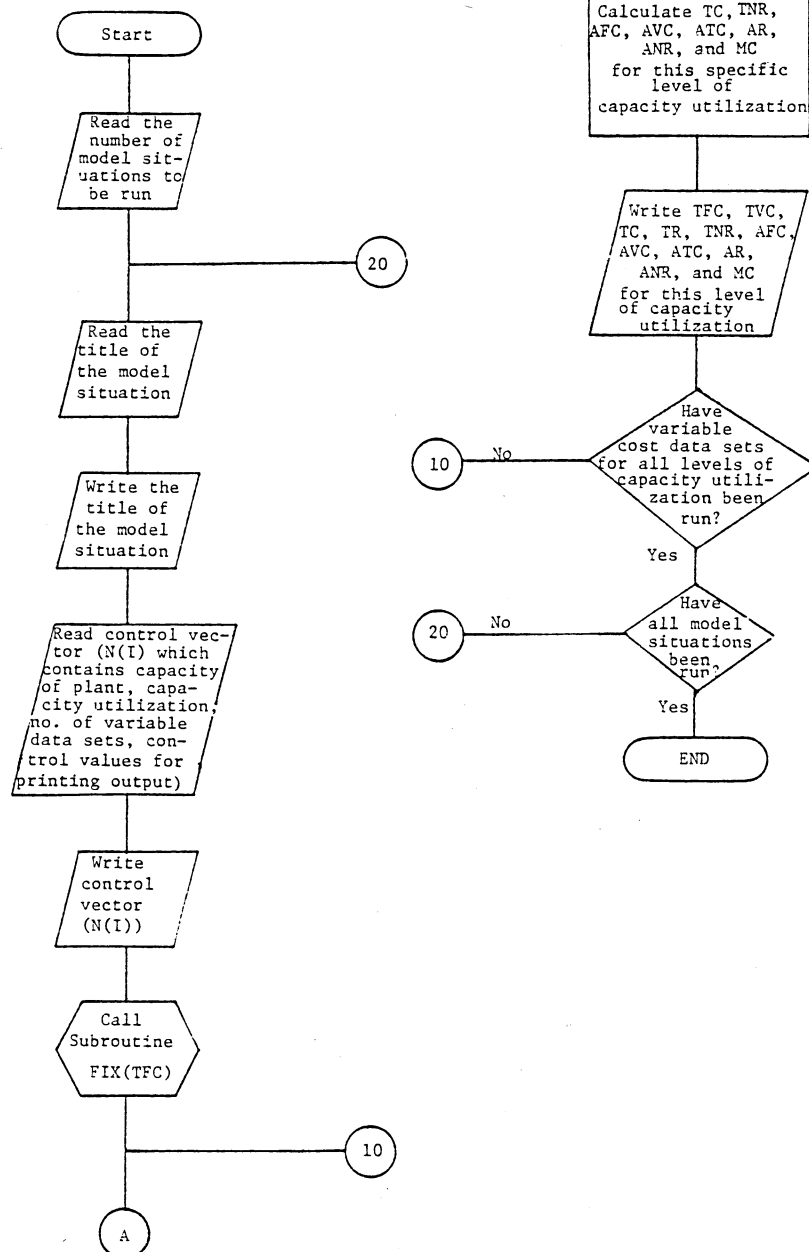 Start
Read the
number of
model sit-
uations to
be run
20
Read the
title of
the model
situation
Write the
title of
the model
situation
Read control vec-
tor (N(I) which
contains capacity
of plant, capa-
city utilization,
no. of variable
data sets, con-
trol values for
printing output)
Write
control
vector
(N(I))
Call
Subroutine
FIX(TFC)
10
A
Calculate TC, TNR,
AFC, AVC, ATC, AR,
ANR, and MC
for this specific
level of
capacity utilization
Write TFC, TVC,
TC, TR, TNR, AFC,
AVC, ATC, AR,
ANR, and MC
for this level
of capacity
utilization
Have
variable
cost data sets
for all levels of
capacity utili-
zation been
run?
No
10
Yes
Have
all model
situations
been
run?
No
20
Yes
END